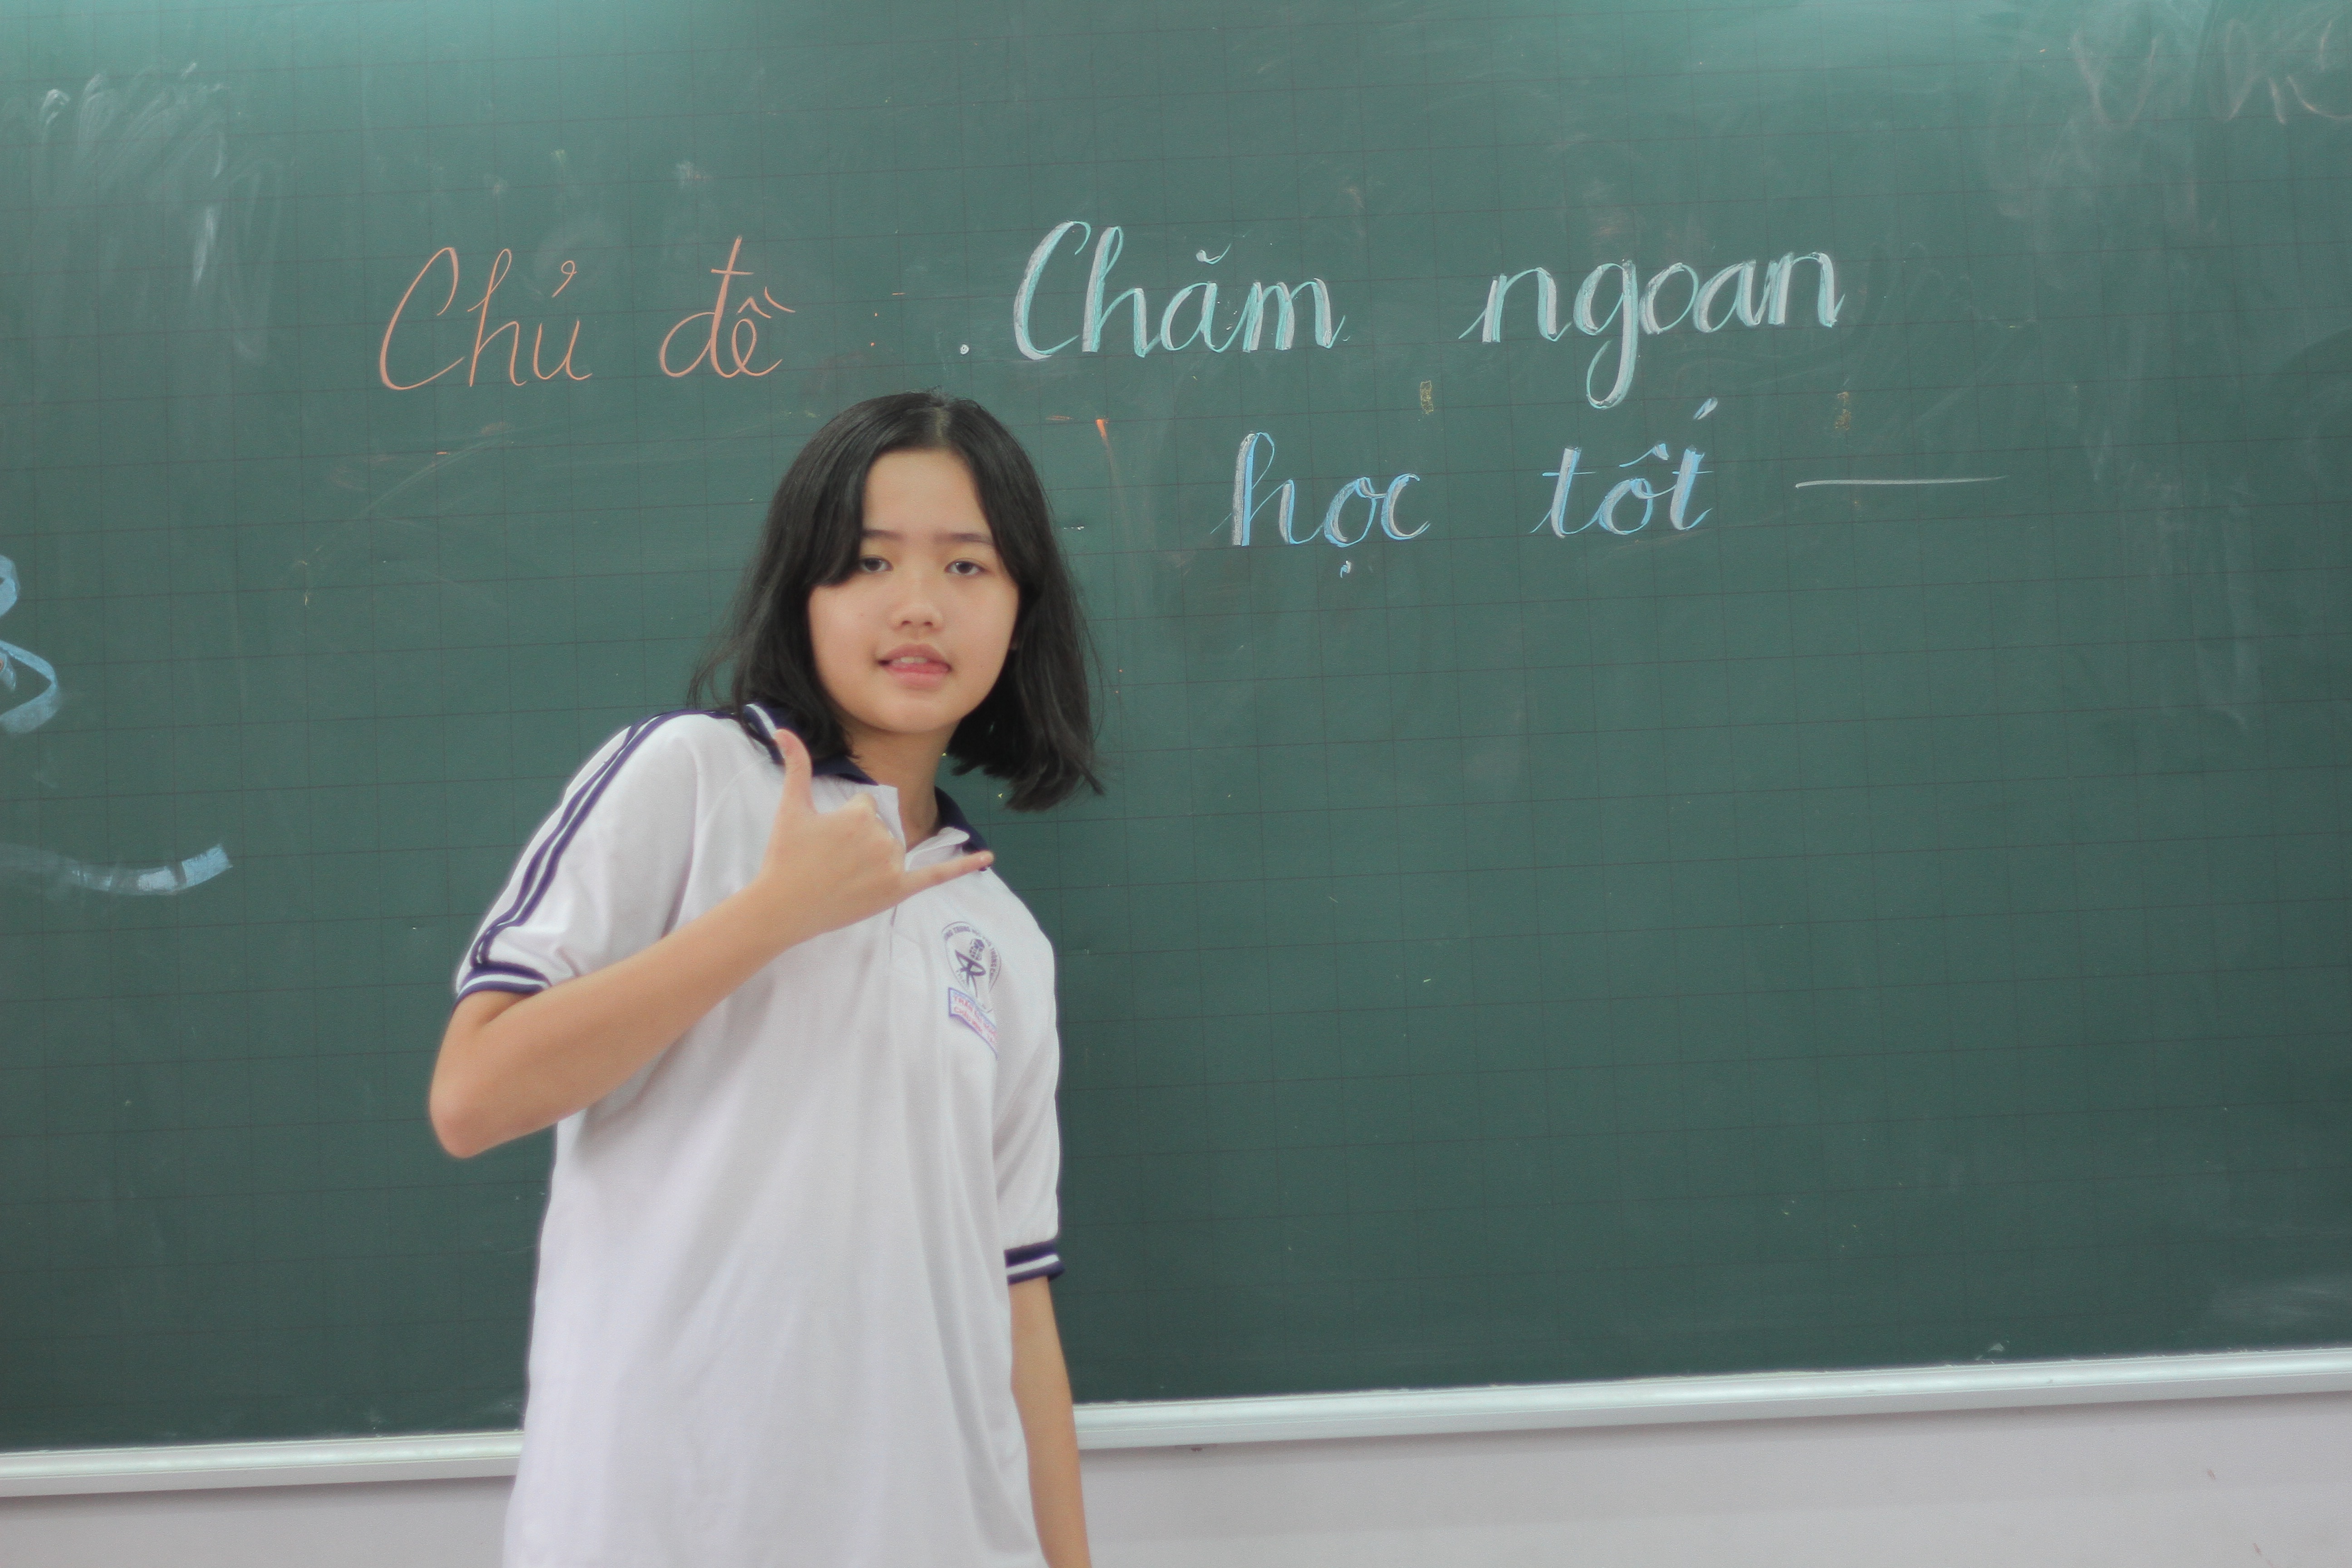 Chủ đề : Chăm ngoan
học tốt